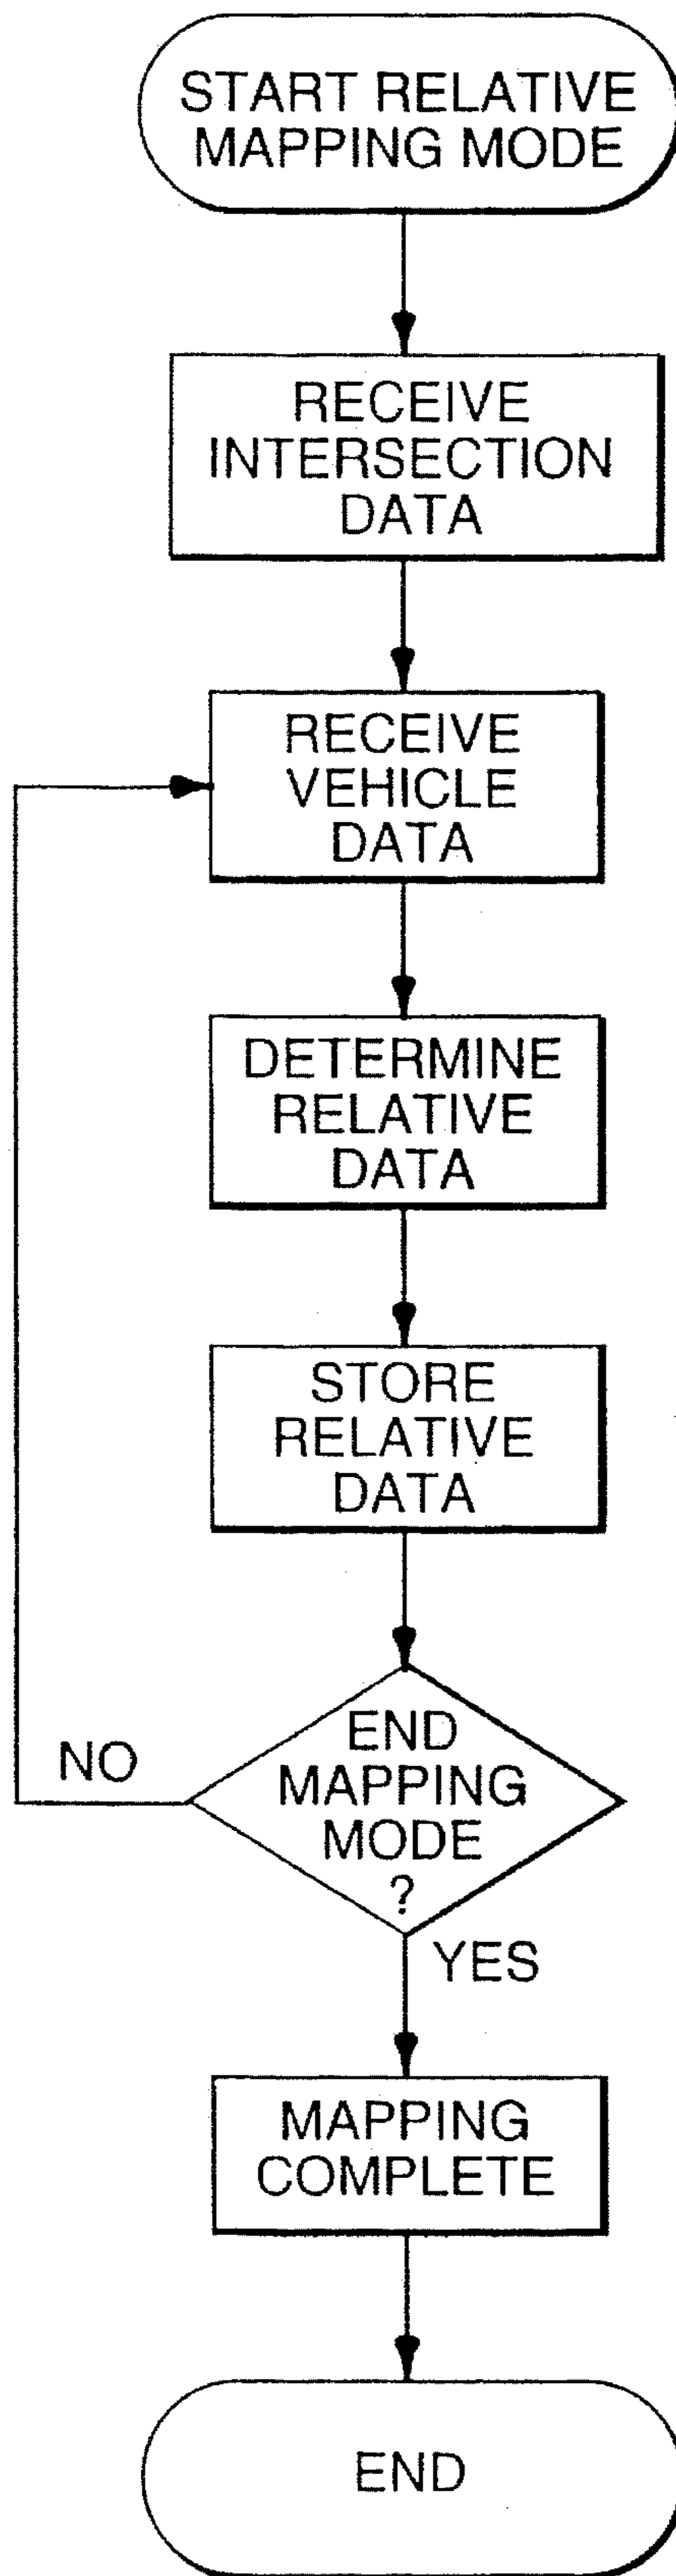 START RELATIVE
MAPPING MODE
RECEIVE
INTERSECTION
DATA
RECEIVE
VEHICLE
DATA
DETERMINE
RELATIVE
DATA
STORE
RELATIVE
DATA
END
MAPPING
MODE
?
NO
YES
MAPPING
COMPLETE
END